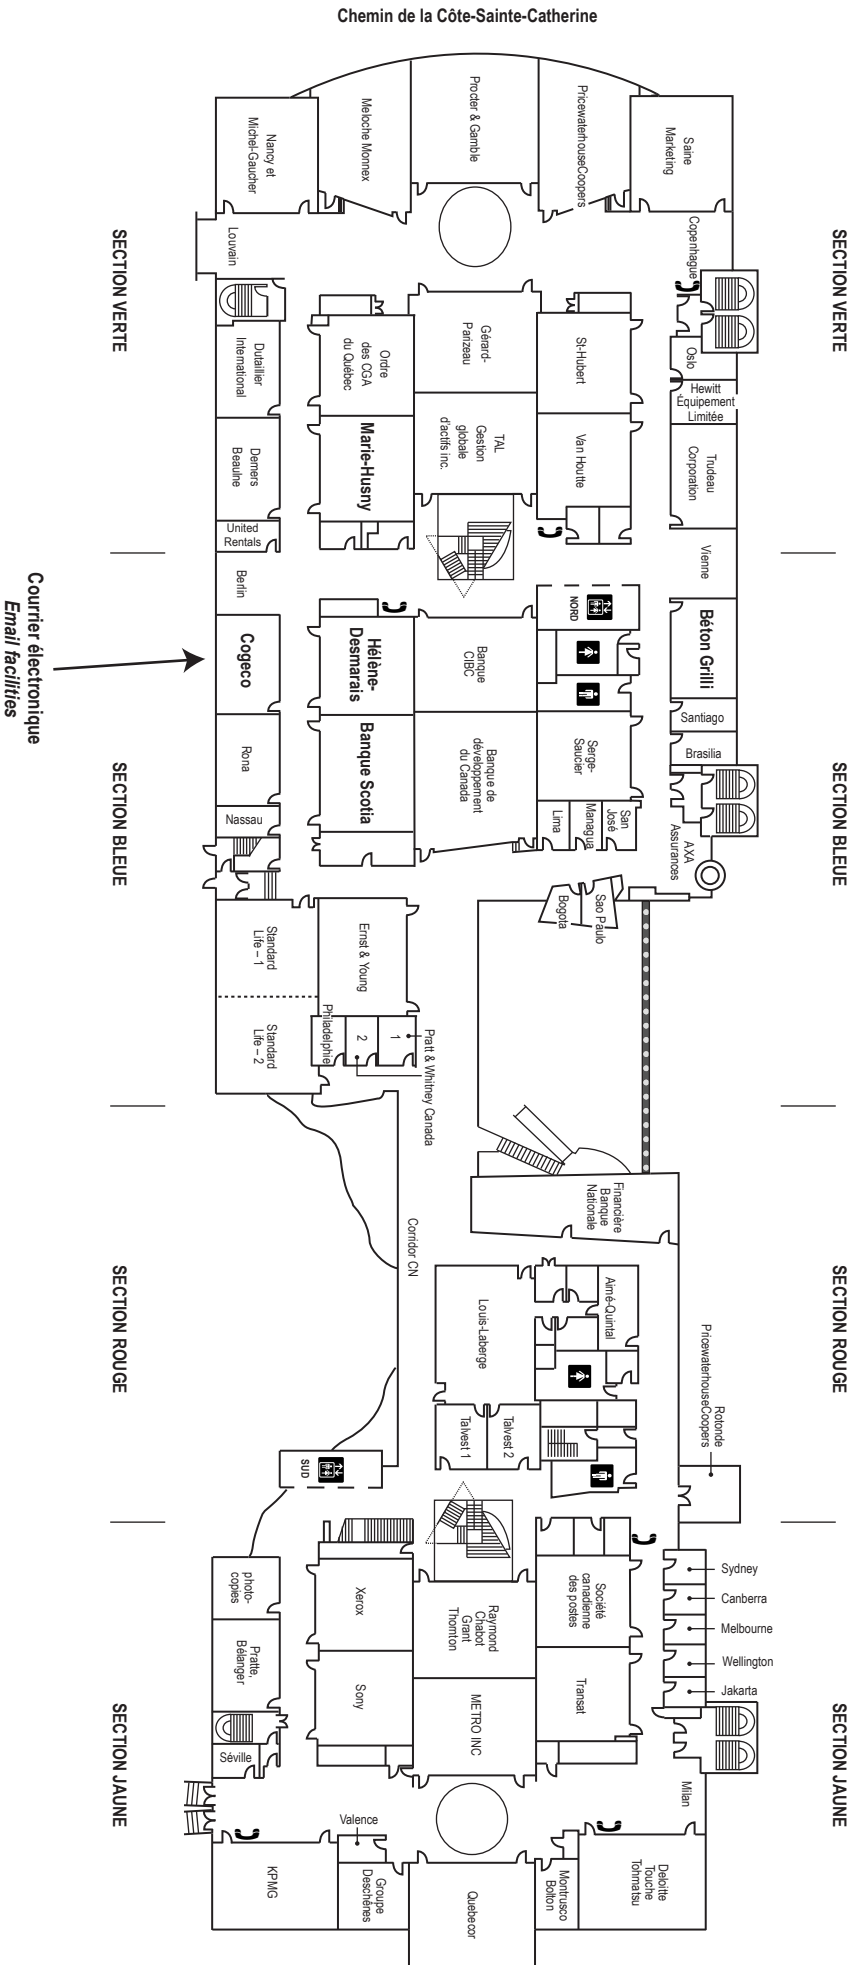 Chemin de la Côte-Sainte-Catherine
Nancy et
Michel-Gaucher
Meloche Monnex
Procter & Gamble
PricewaterhouseCoopers
Saine
Marketing
SECTION VERTE
Louvain
Copenhague
SECTION VERTE
Dutaillier
International
Ordre
des CGA
du Québec
Gérard-
Parizeau
St-Hubert
Oslo
Hewitt
Équipement
Limitée
Demers
Beaulne
Marie-Husny
TAL
Gestion
globale
d'actifs inc.
Van Houtte
Trudeau
Corporation
United
Rentals
Berlin
Vienne
Courrier électronique
Email facilities
Cogeco
Hélène-
Desmarais
Banque
CIBC
NORD
Béton Grilli
Santiago
SECTION BLEUE
Rona
Banque Scotia
Banque de
développement
du Canada
Serge-
Saucier
Brasilia
SECTION BLEUE
Nassau
Lima
Managua
San
José
AXA
Assurances
Bogota
Sao Paulo
Standard
Life – 1
Ernst & Young
Standard
Life – 2
Philadelphie
2
1
Pratt & Whitney Canada
Corridor CN
Financière
Banque
Nationale
SECTION ROUGE
Louis-Laberge
Aimé-Quintal
Rotonde
PricewaterhouseCoopers
SECTION ROUGE
Talvest 1
Talvest 2
SUD
photo-
copies
Xerox
Raymond
Chabot
Grant
Thornton
Société
canadienne
des postes
Sydney
Canberra
Melbourne
Wellington
Jakarta
Pratte,
Bélanger
Sony
METRO INC
Transat
SECTION JAUNE
Séville
Milan
SECTION JAUNE
Valence
KPMG
Groupe
Deschênes
Quebecor
Montrusco
Bolton
Deloitte
Touche
Tohmatsu